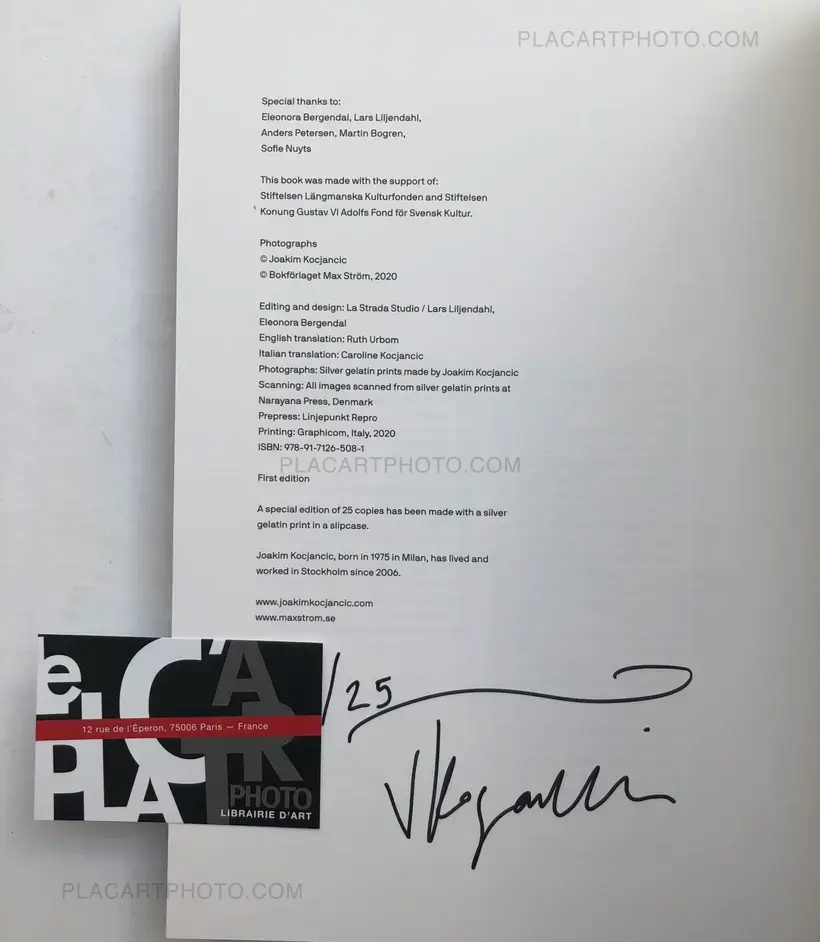 PLACARTPHOTO.COM
Special thanks to:
Eleonora Bergendal, Lars Liljendahl,
Anders Petersen, Martin Bogren,
Sofie Nuyts
This book was made with the support of:
Stiftelsen Längmanska Kulturfonden and Stiftelsen
Konung Gustav VI Adolfs Fond för Svensk Kultur.
Photographs
© Joakim Kocjancic
© Bokförlaget Max Ström, 2020
Editing and design: La Strada Studio / Lars Liljendahl,
Eleonora Bergendal
English translation: Ruth Urbom
Italian translation: Caroline Kocjancic
Photographs: Silver gelatin prints made by Joakim Kocjancic
Scanning: All images scanned from silver gelatin prints at
Narayana Press, Denmark
Prepress: Linjepunkt Repro
Printing: Graphicom, Italy, 2020
ISBN: 978-91-7126-508-1
PLACARTPHOTO.COM
First edition
A special edition of 25 copies has been made with a silver
gelatin print in a slipcase.
Joakim Kocjancic, born in 1975 in Milan, has lived and
worked in Stockholm since 2006.
www.joakimkocjancic.com
www.maxstrom.se
/25
le PLAC'ART
12 rue de l'Éperon, 75006 Paris — France
PHOTO
LIBRAIRIE D'ART
PLACARTPHOTO.COM